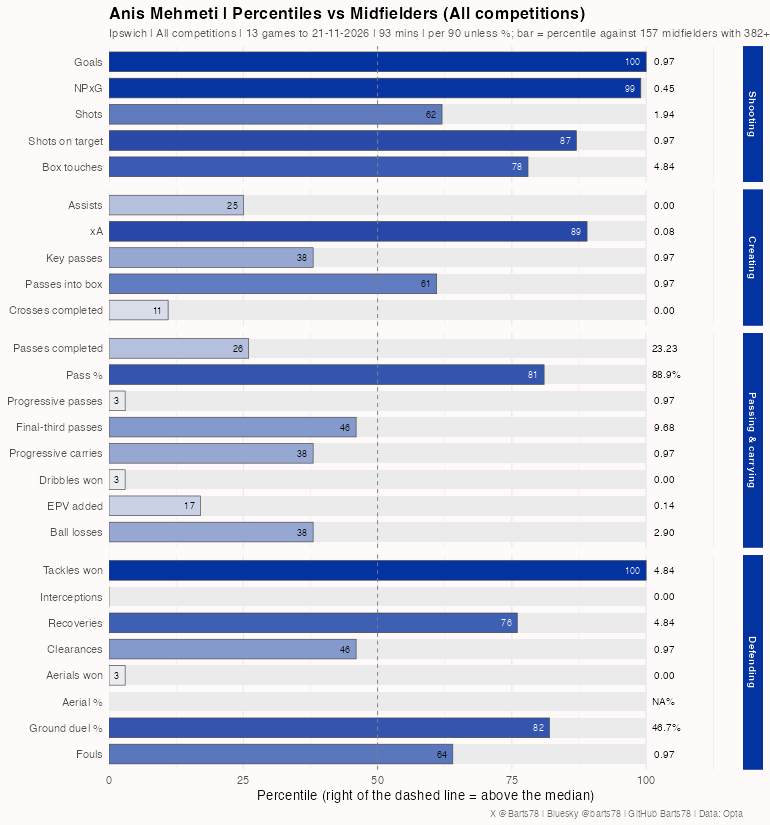 Anis Mehmeti | Percentiles vs Midfielders (All competitions)
Ipswich | All competitions | 13 games to 21-11-2026 | 93 mins | per 90 unless %; bar = percentile against 157 midfielders with 382+
Shooting
Goals 100 0.97
NPxG 99 0.45
Shots 62 1.94
Shots on target 87 0.97
Box touches 78 4.84
Creating
Assists 25 0.00
xA 89 0.08
Key passes 38 0.97
Passes into box 61 0.97
Crosses completed 11 0.00
Passing & carrying
Passes completed 26 23.23
Pass % 81 88.9%
Progressive passes 3 0.97
Final-third passes 46 9.68
Progressive carries 38 0.97
Dribbles won 3 0.00
EPV added 17 0.14
Ball losses 38 2.90
Defending
Tackles won 100 4.84
Interceptions 0.00
Recoveries 76 4.84
Clearances 46 0.97
Aerials won 3 0.00
Aerial % NA%
Ground duel % 82 46.7%
Fouls 64 0.97
0 25 50 75 100
Percentile (right of the dashed line = above the median)
X @Barts78 | Bluesky @barts78 | GitHub Barts78 | Data: Opta